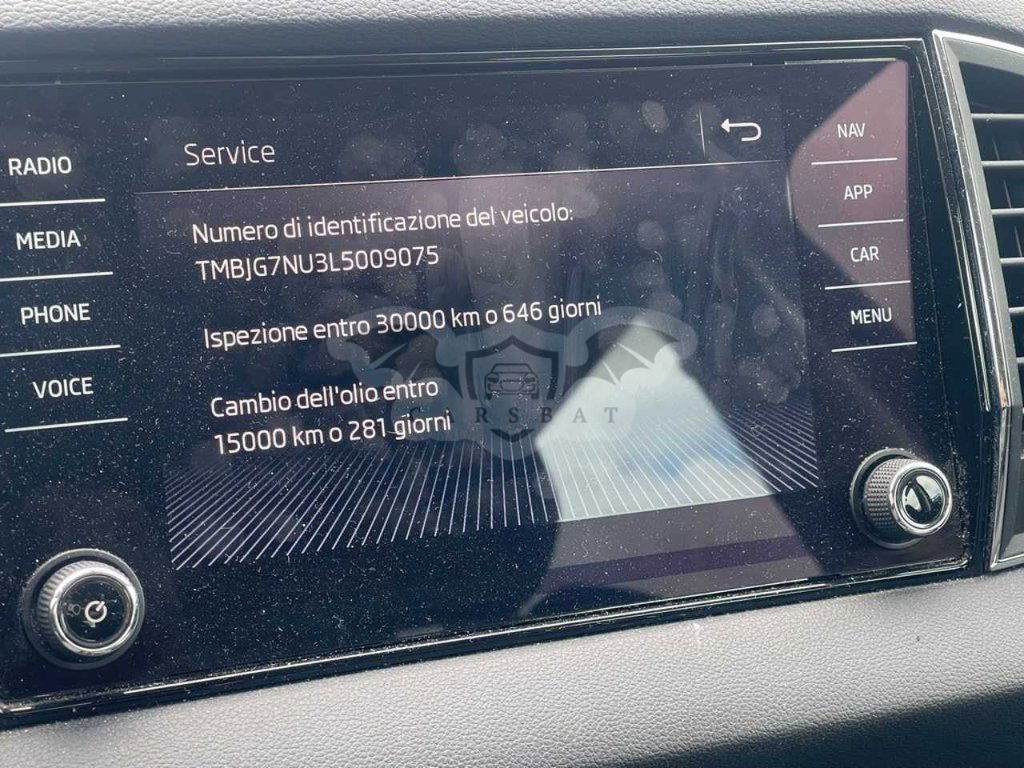 Service
RADIO
MEDIA
PHONE
VOICE
Numero di identificazione del veicolo:
TMBJG7NU3L5009075
Ispezione entro 30000 km o 646 giorni
Cambio dell'olio entro
15000 km o 281 giorni
CARSBAT
NAV
APP
CAR
MENU